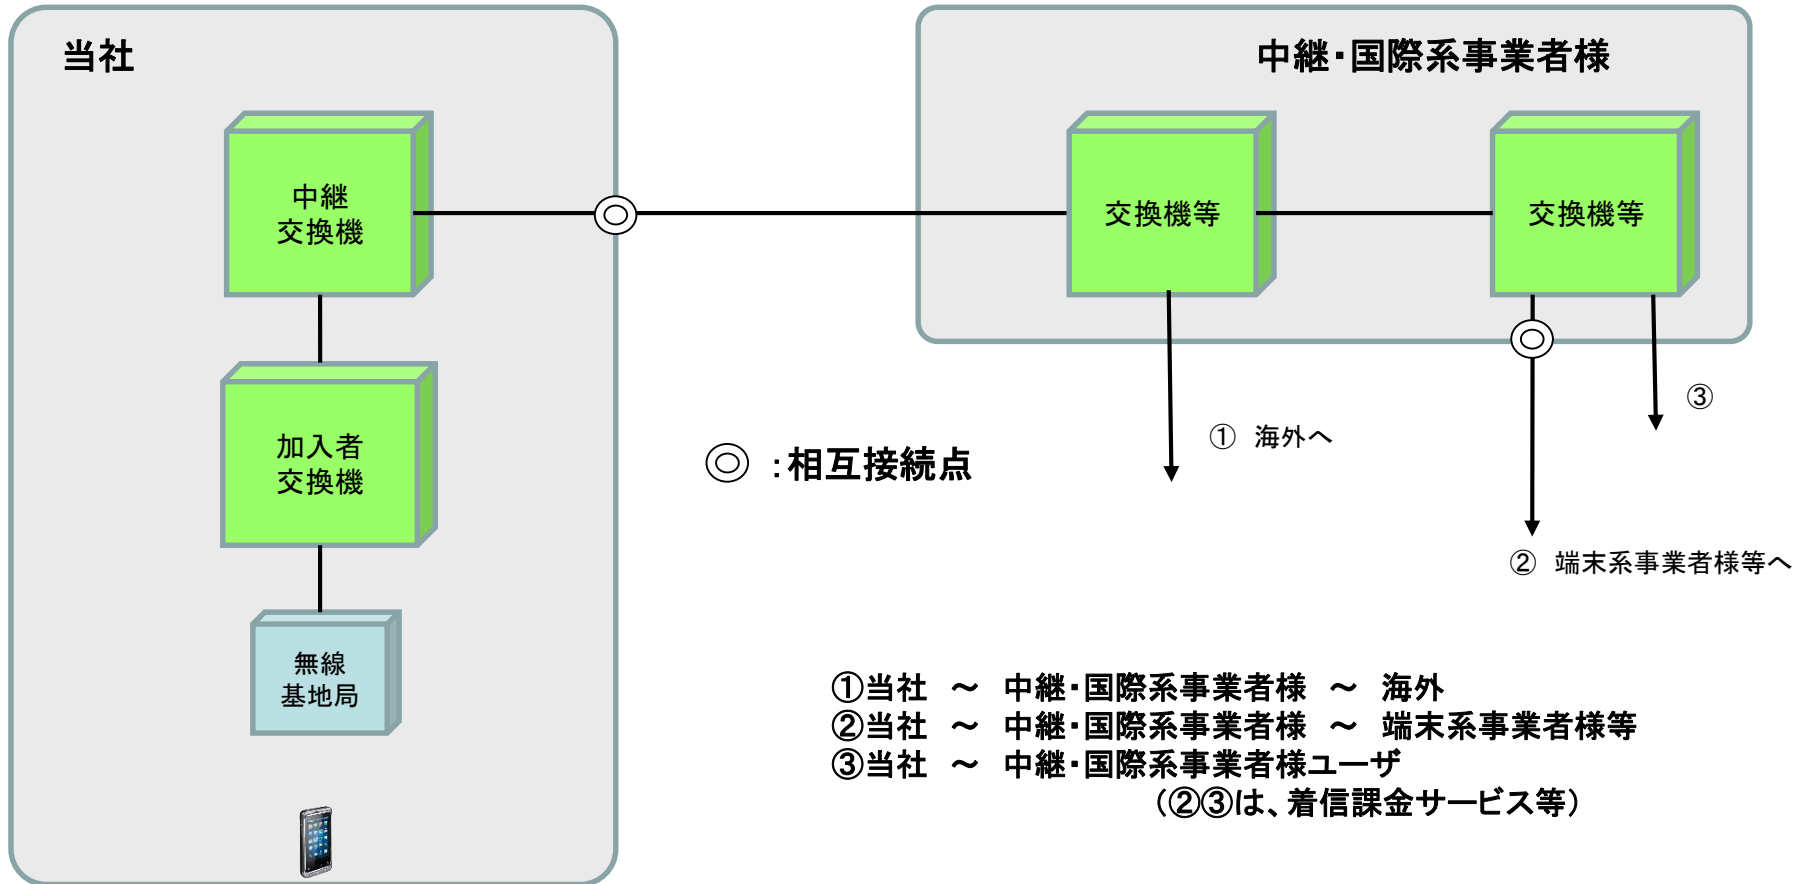 当社
中継・国際系事業者様
中継
交換機
交換機等
交換機等
加入者
交換機
③
① 海外へ
◎ :相互接続点
② 端末系事業者様等へ
無線
基地局
①当社 ～ 中継・国際系事業者様 ～ 海外
②当社 ～ 中継・国際系事業者様 ～ 端末系事業者様等
③当社 ～ 中継・国際系事業者様ユーザ
(②③は、着信課金サービス等)